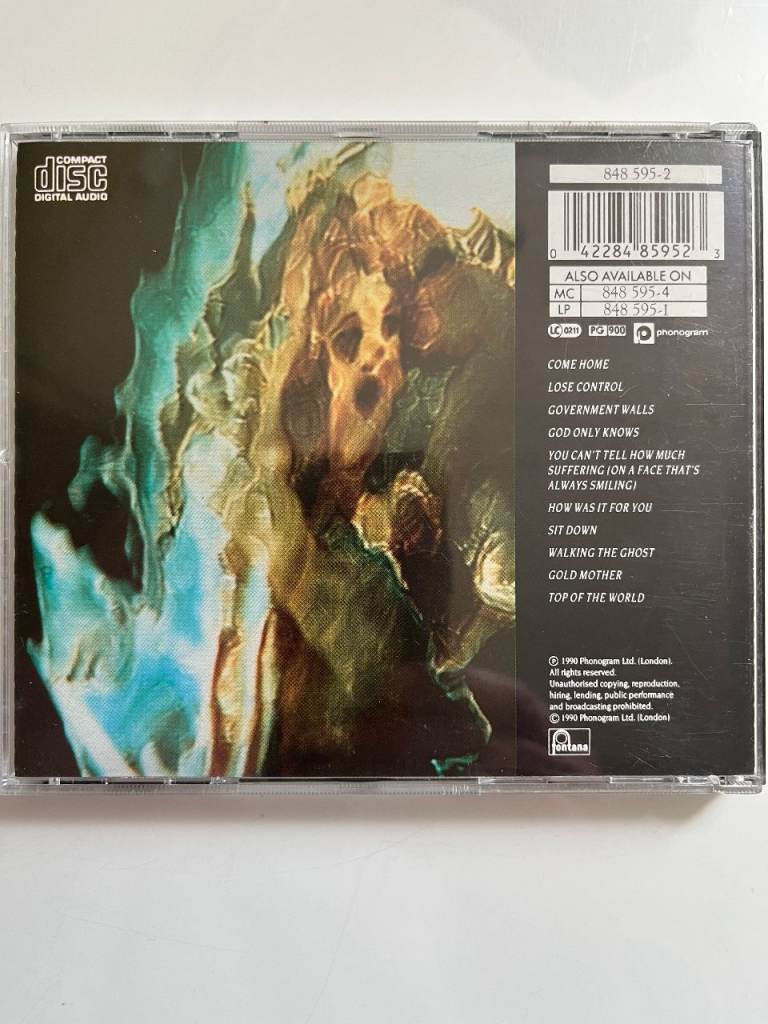 COMPACT
disc
DIGITAL AUDIO
848 595-2
0 42284 85952 3
ALSO AVAILABLE ON
MC 848 595-4
LP 848 595-1
LC 0211 PG 900 phonogram
COME HOME
LOSE CONTROL
GOVERNMENT WALLS
GOD ONLY KNOWS
YOU CAN'T TELL HOW MUCH
SUFFERING (ON A FACE THAT'S
ALWAYS SMILING)
HOW WAS IT FOR YOU
SIT DOWN
WALKING THE GHOST
GOLD MOTHER
TOP OF THE WORLD
℗ 1990 Phonogram Ltd. (London).
All rights reserved.
Unauthorised copying, reproduction,
hiring, lending, public performance
and broadcasting prohibited.
© 1990 Phonogram Ltd. (London)
fontana